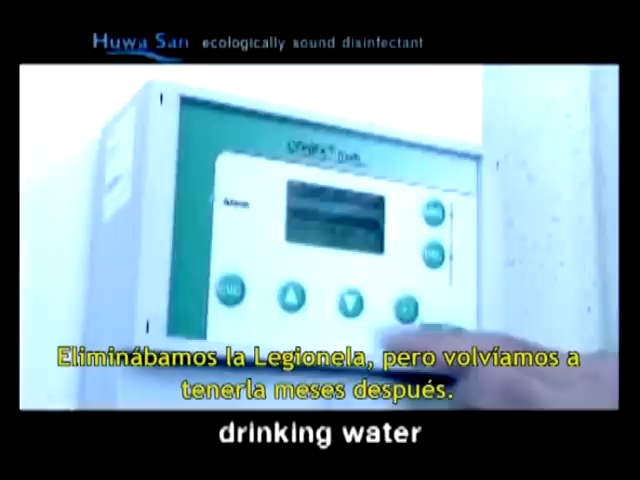 Huwa San ecologically sound disinfectant
Eliminábamos la Legionela, pero volvíamos a
tenerla meses después.
drinking water